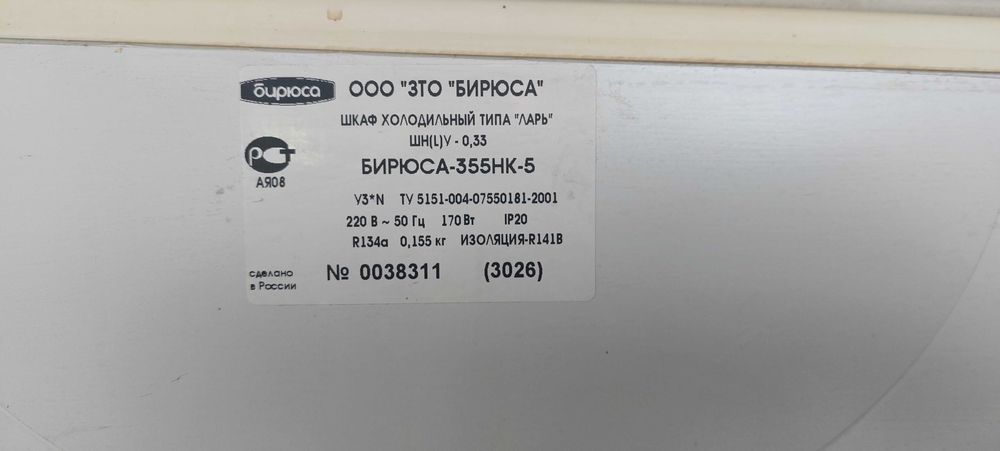 бирюса ООО "ЗТО "БИРЮСА"
ШКАФ ХОЛОДИЛЬНЫЙ ТИПА "ЛАРЬ"
ШН(L)У - 0,33
РСТ БИРЮСА-355НК-5
АЯ08
У3*N ТУ 5151-004-07550181-2001
220 В ~ 50 Гц 170 Вт IP20
R134a 0,155 кг ИЗОЛЯЦИЯ-R141B
сделано
в России
№ 0038311 (3026)